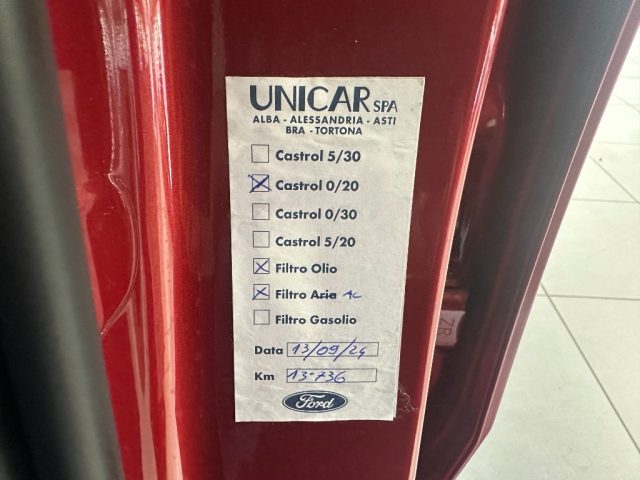 UNICAR SPA
ALBA - ALESSANDRIA - ASTI
BRA - TORTONA
Castrol 5/30
Castrol 0/20
Castrol 0/30
Castrol 5/20
Filtro Olio
Filtro Aria AC
Filtro Gasolio
Data 13/09/24
Km 13-736
Ford